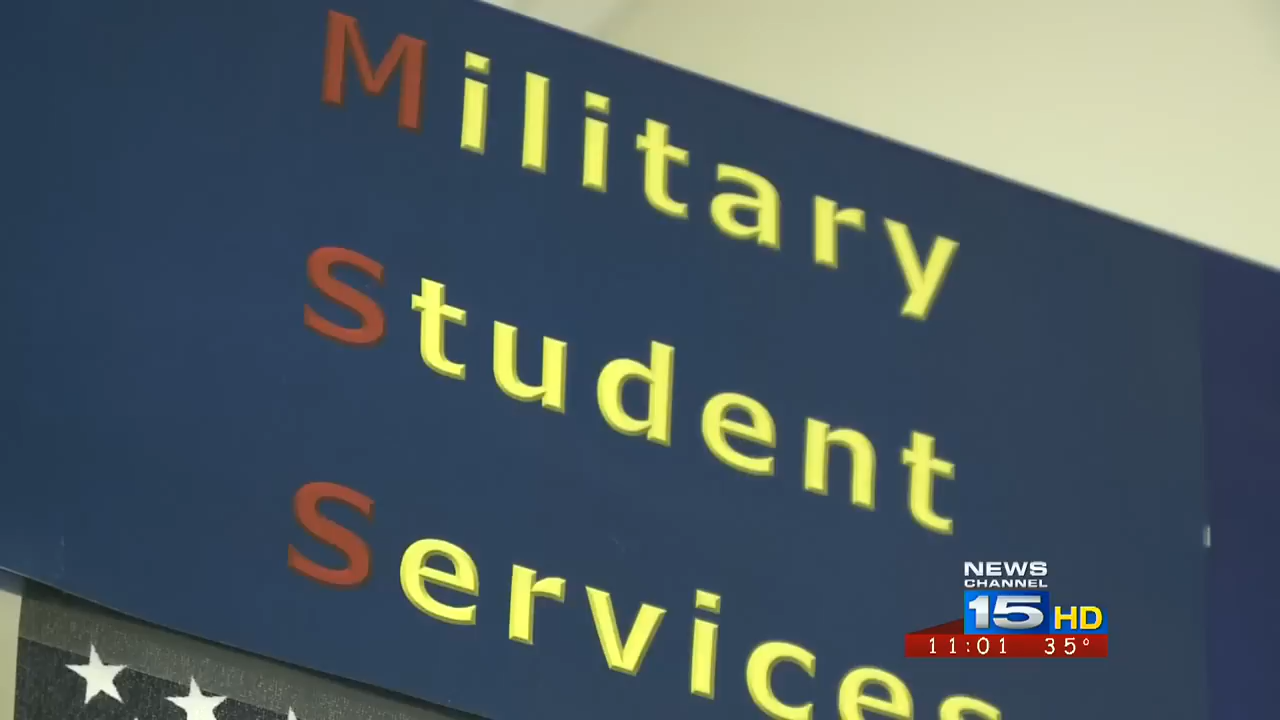 Military
Student
Services
NEWS
CHANNEL
15 HD
11:01 35°